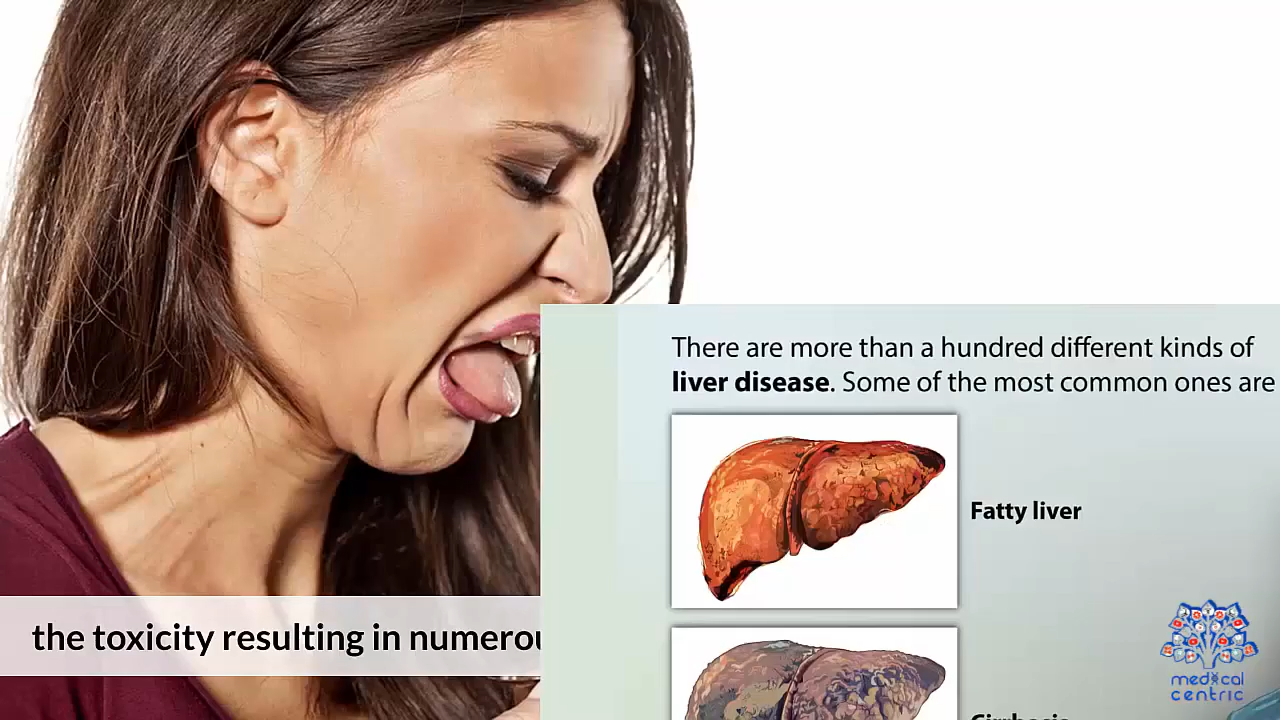 There are more than a hundred different kinds of
liver disease. Some of the most common ones are
Fatty liver
the toxicity resulting in
medical
centric